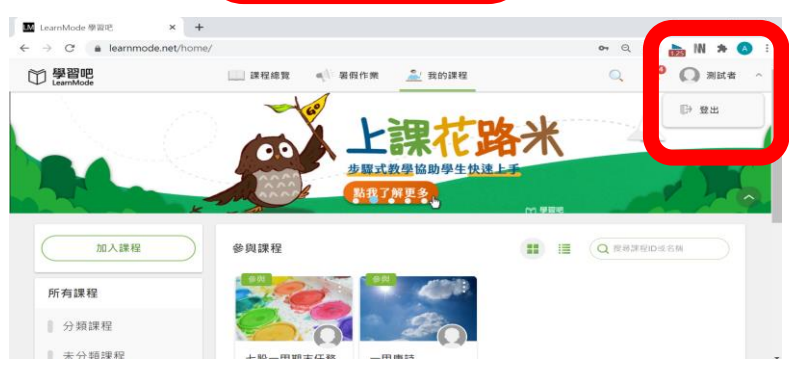 LM LearnMode 學習吧 × +
learnmode.net/home/
1.25
A
學習吧
LearnMode
課程總覽 暑假作業 我的課程
測試者
登出
GO
上課花路米
步驟式教學協助學生快速上手
點我了解更多
學習吧
加入課程
參與課程
搜尋課程ID或名稱
所有課程
參與 參與
分類課程
未分類課程